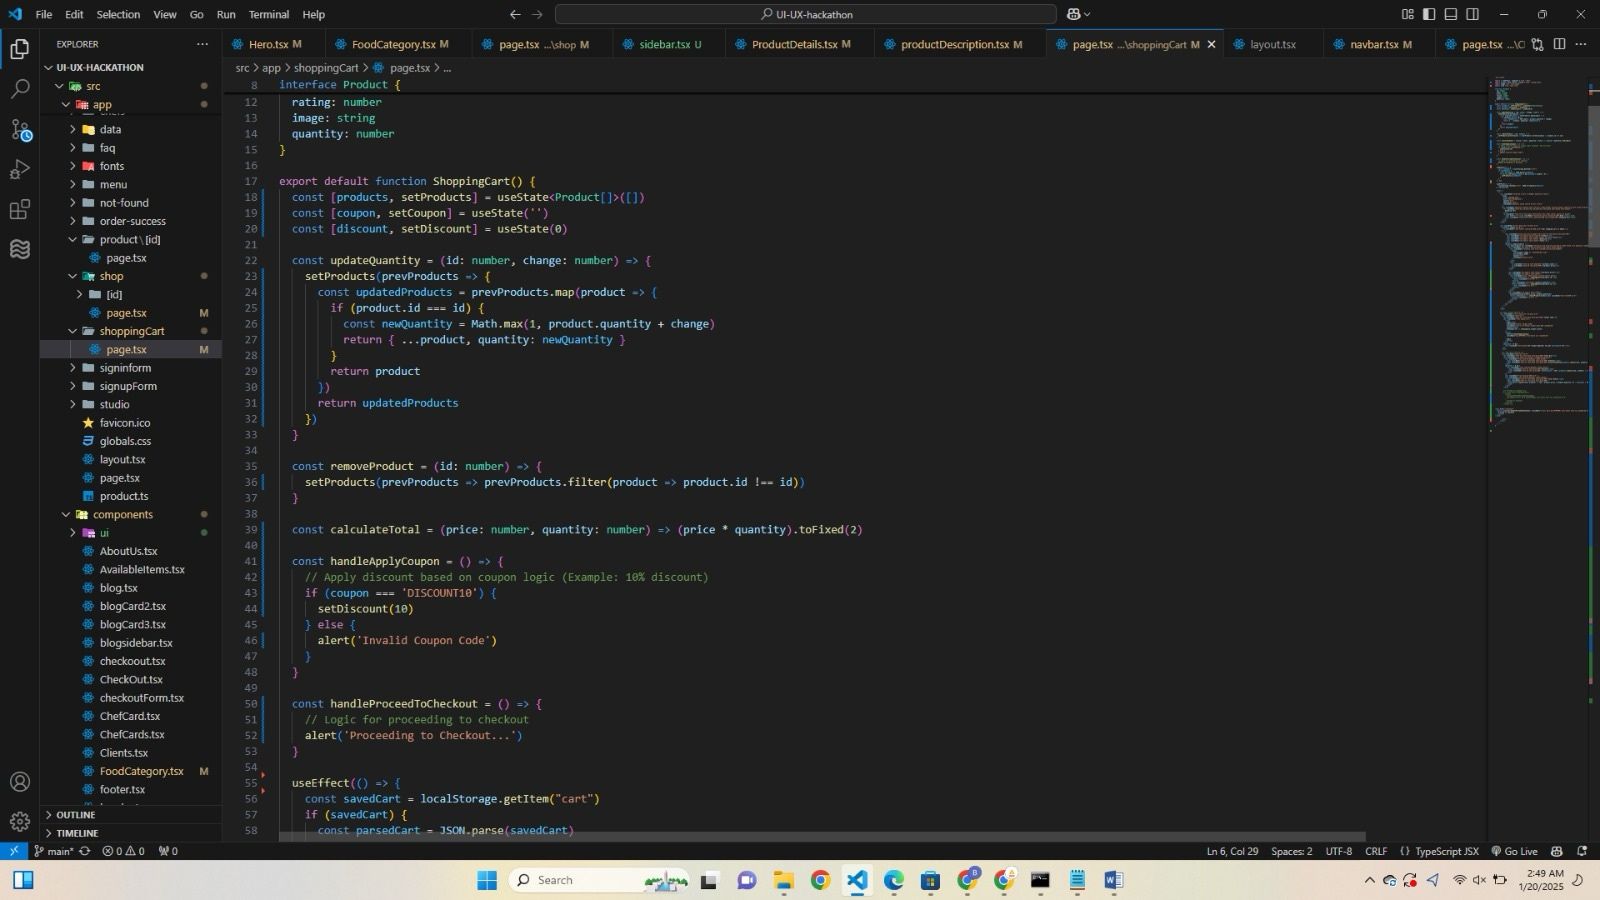 File Edit Selection View Go Run Terminal Help
UI-UX-hackathon
EXPLORER
Hero.tsx M
FoodCategory.tsx M
page.tsx ...\shop M
sidebar.tsx U
ProductDetails.tsx M
productDescription.tsx M
page.tsx ...\shoppingCart M
layout.tsx
navbar.tsx M
page.tsx
UI-UX-HACKATHON
src
app
data
faq
fonts
menu
not-found
order-success
product\[id]
page.tsx
shop
[id]
page.tsx M
shoppingCart
page.tsx M
signinform
signupForm
studio
favicon.ico
globals.css
layout.tsx
page.tsx
product.ts
components
ui
AboutUs.tsx
AvailableItems.tsx
blog.tsx
blogCard2.tsx
blogCard3.tsx
blogsidebar.tsx
checkoout.tsx
CheckOut.tsx
checkoutForm.tsx
ChefCard.tsx
ChefCards.tsx
Clients.tsx
FoodCategory.tsx M
footer.tsx
OUTLINE
TIMELINE
src > app > shoppingCart > page.tsx > ...
8 interface Product {
12 rating: number
13 image: string
14 quantity: number
15 }
16
17 export default function ShoppingCart() {
18 const [products, setProducts] = useState<Product[]>([])
19 const [coupon, setCoupon] = useState('')
20 const [discount, setDiscount] = useState(0)
21
22 const updateQuantity = (id: number, change: number) => {
23 setProducts(prevProducts => {
24 const updatedProducts = prevProducts.map(product => {
25 if (product.id === id) {
26 const newQuantity = Math.max(1, product.quantity + change)
27 return { ...product, quantity: newQuantity }
28 }
29 return product
30 })
31 return updatedProducts
32 })
33 }
34
35 const removeProduct = (id: number) => {
36 setProducts(prevProducts => prevProducts.filter(product => product.id !== id))
37 }
38
39 const calculateTotal = (price: number, quantity: number) => (price * quantity).toFixed(2)
40
41 const handleApplyCoupon = () => {
42 // Apply discount based on coupon logic (Example: 10% discount)
43 if (coupon === 'DISCOUNT10') {
44 setDiscount(10)
45 } else {
46 alert('Invalid Coupon Code')
47 }
48 }
49
50 const handleProceedToCheckout = () => {
51 // Logic for proceeding to checkout
52 alert('Proceeding to Checkout...')
53 }
54
55 useEffect(() => {
56 const savedCart = localStorage.getItem("cart")
57 if (savedCart) {
58 const parsedCart = JSON.parse(savedCart)
main* 0 0 0
Ln 6, Col 29 Spaces: 2 UTF-8 CRLF {} TypeScript JSX Go Live
Search
2:49 AM
1/20/2025